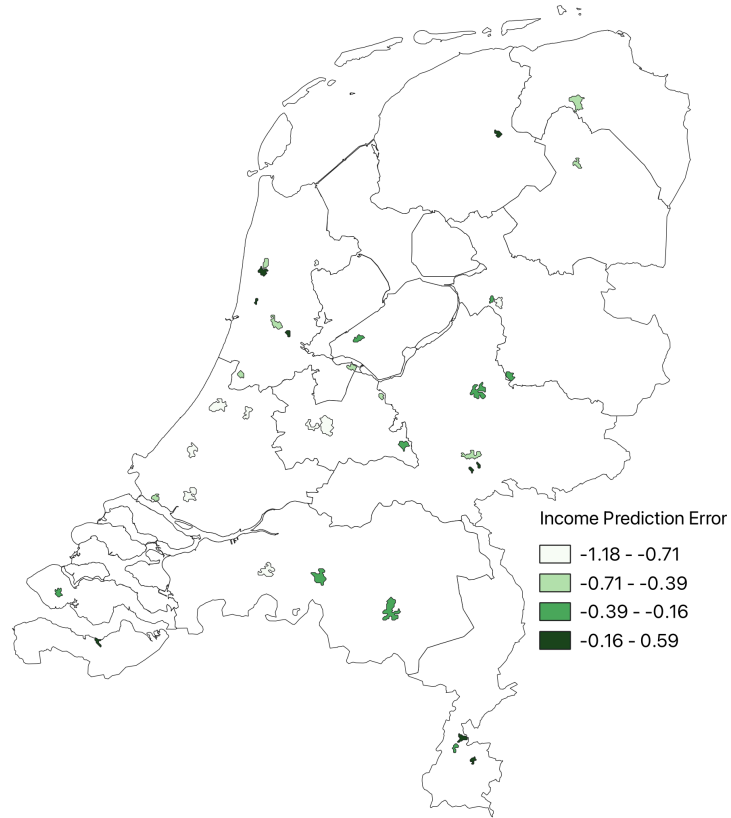 Income Prediction Error
-1.18 - -0.71
-0.71 - -0.39
-0.39 - -0.16
-0.16 - 0.59